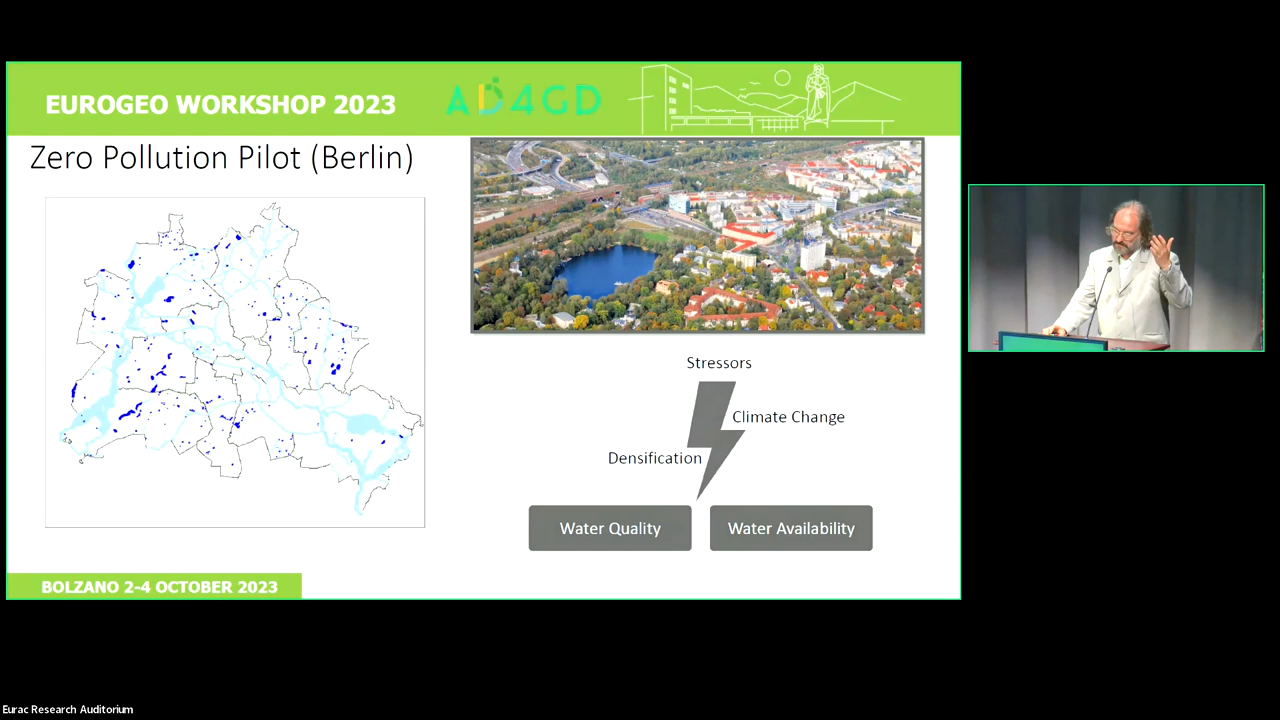 EUROGEO WORKSHOP 2023
AD4GD
Zero Pollution Pilot (Berlin)
Stressors
Climate Change
Densification
Water Quality
Water Availability
BOLZANO 2-4 OCTOBER 2023
Eurac Research Auditorium